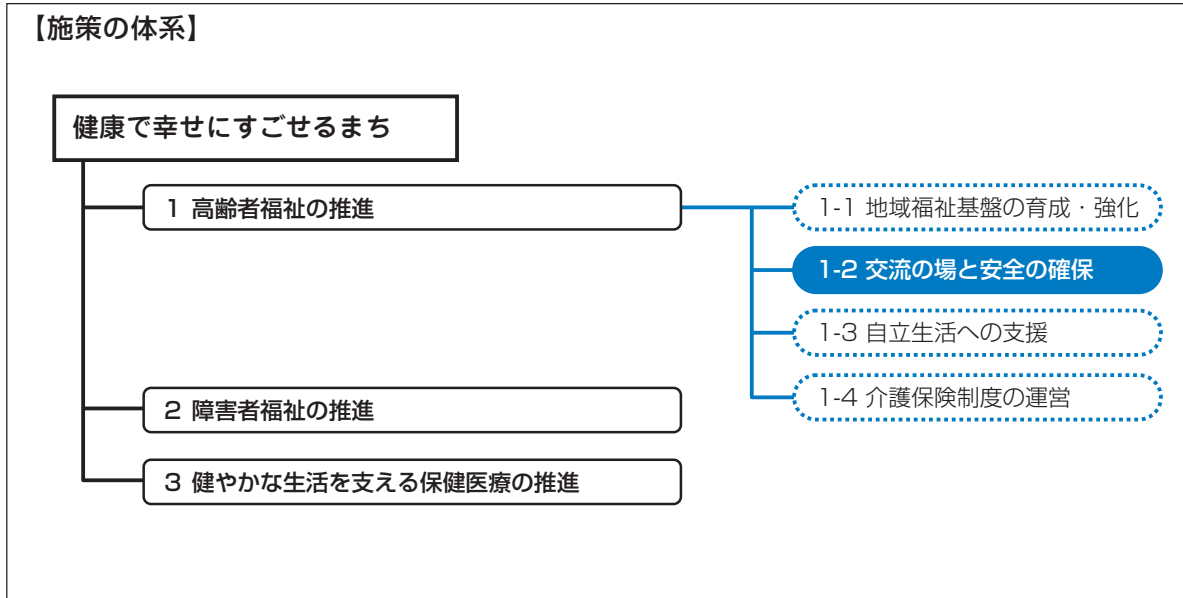 【施策の体系】
健康で幸せにすごせるまち
1 高齢者福祉の推進
1-1 地域福祉基盤の育成・強化
1-2 交流の場と安全の確保
1-3 自立生活への支援
1-4 介護保険制度の運営
2 障害者福祉の推進
3 健やかな生活を支える保健医療の推進